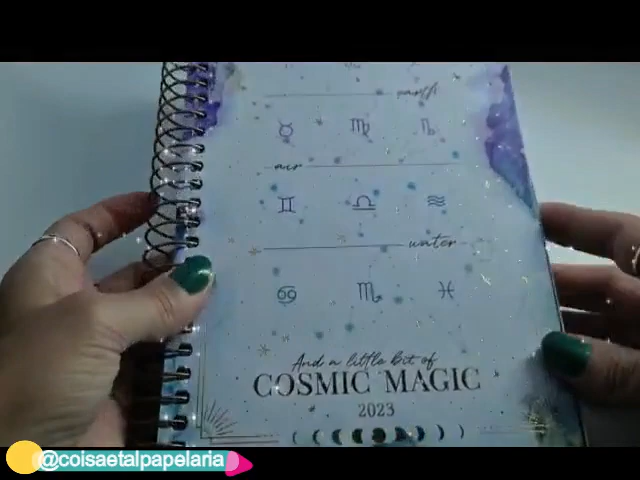 earth
♉ ♍ ♑
air
♊ ♎ ♒
water
♋ ♏ ♓
And a little bit of
COSMIC MAGIC
2023
@coisaetalpapelaria